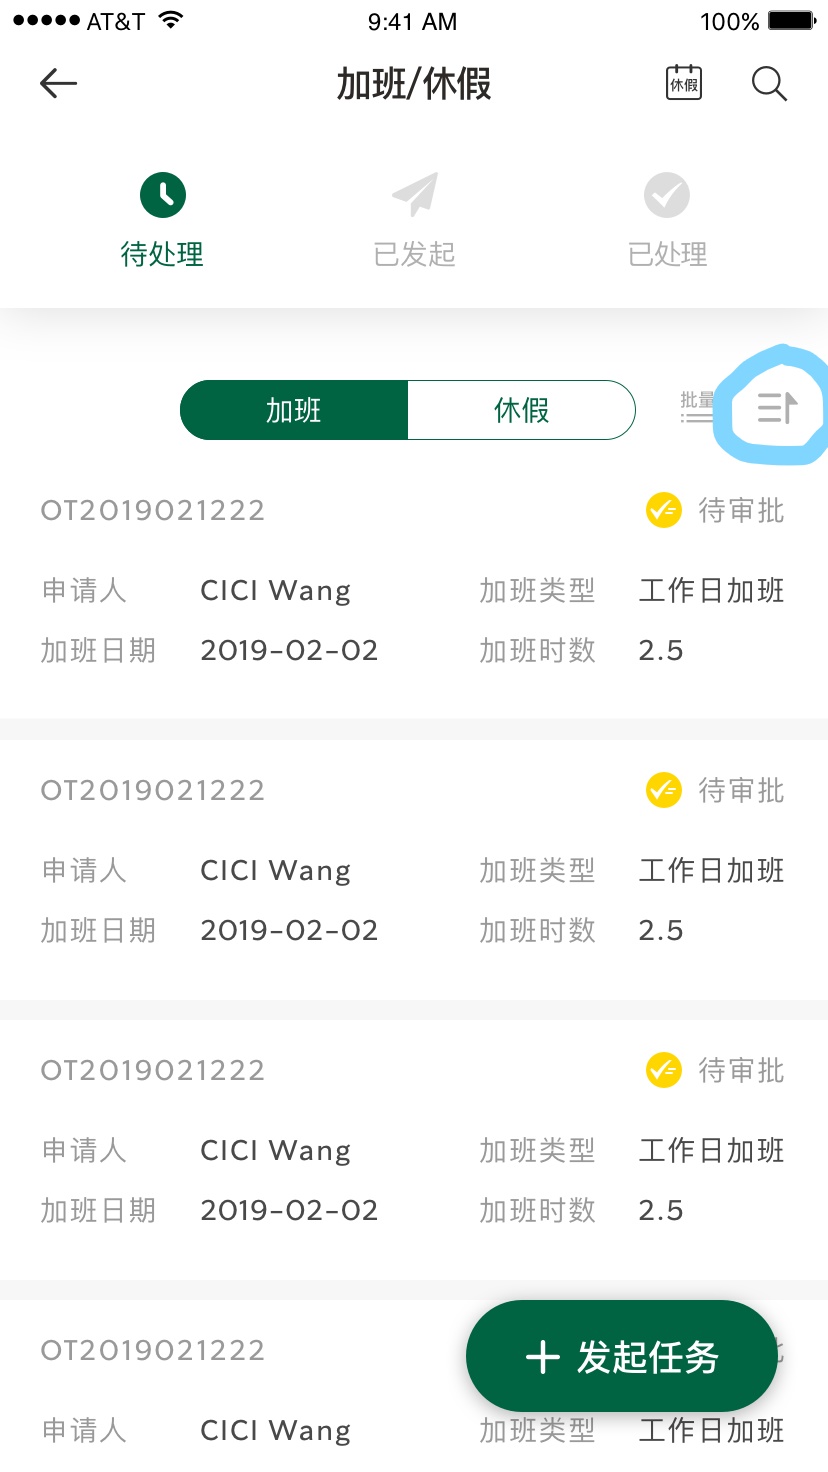 AT&T 9:41 AM 100%
加班/休假 休假
待处理 已发起 已处理
加班 休假 批量
OT2019021222 待审批
申请人 CICI Wang 加班类型 工作日加班
加班日期 2019-02-02 加班时数 2.5
OT2019021222 待审批
申请人 CICI Wang 加班类型 工作日加班
加班日期 2019-02-02 加班时数 2.5
OT2019021222 待审批
申请人 CICI Wang 加班类型 工作日加班
加班日期 2019-02-02 加班时数 2.5
OT2019021222
+ 发起任务
申请人 CICI Wang 加班类型 工作日加班